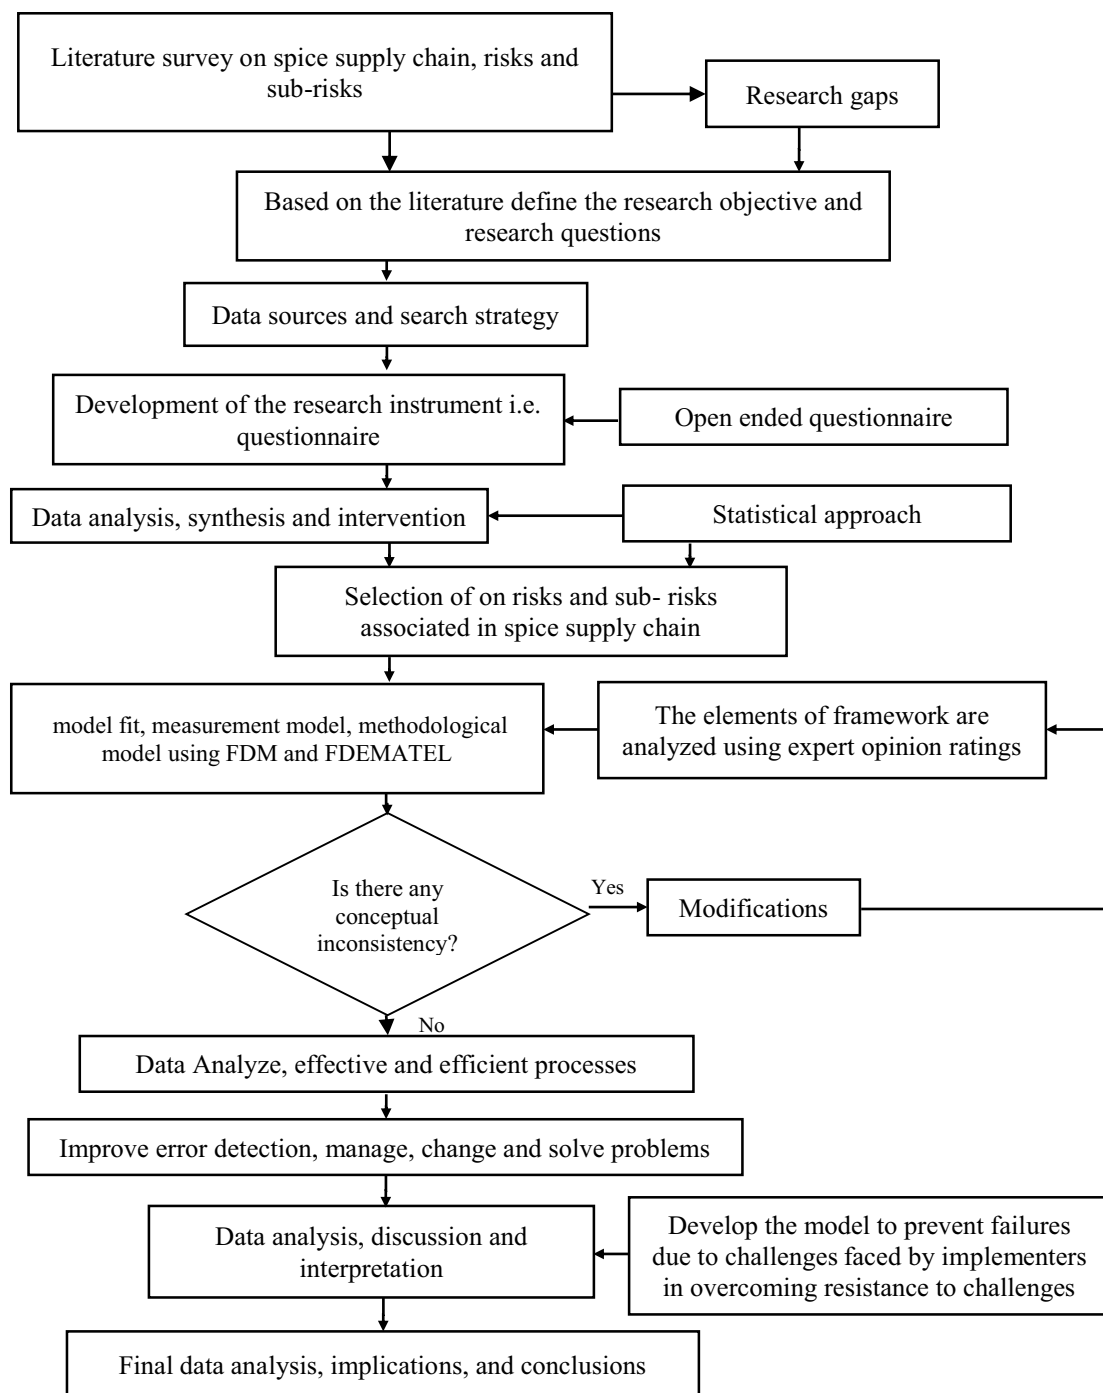 Literature survey on spice supply chain, risks and
sub-risks
Research gaps
Based on the literature define the research objective and
research questions
Data sources and search strategy
Development of the research instrument i.e.
questionnaire
Open ended questionnaire
Data analysis, synthesis and intervention
Statistical approach
Selection of on risks and sub- risks
associated in spice supply chain
model fit, measurement model, methodological
model using FDM and FDEMATEL
The elements of framework are
analyzed using expert opinion ratings
Is there any
conceptual
inconsistency?
Yes
Modifications
No
Data Analyze, effective and efficient processes
Improve error detection, manage, change and solve problems
Data analysis, discussion and
interpretation
Develop the model to prevent failures
due to challenges faced by implementers
in overcoming resistance to challenges
Final data analysis, implications, and conclusions